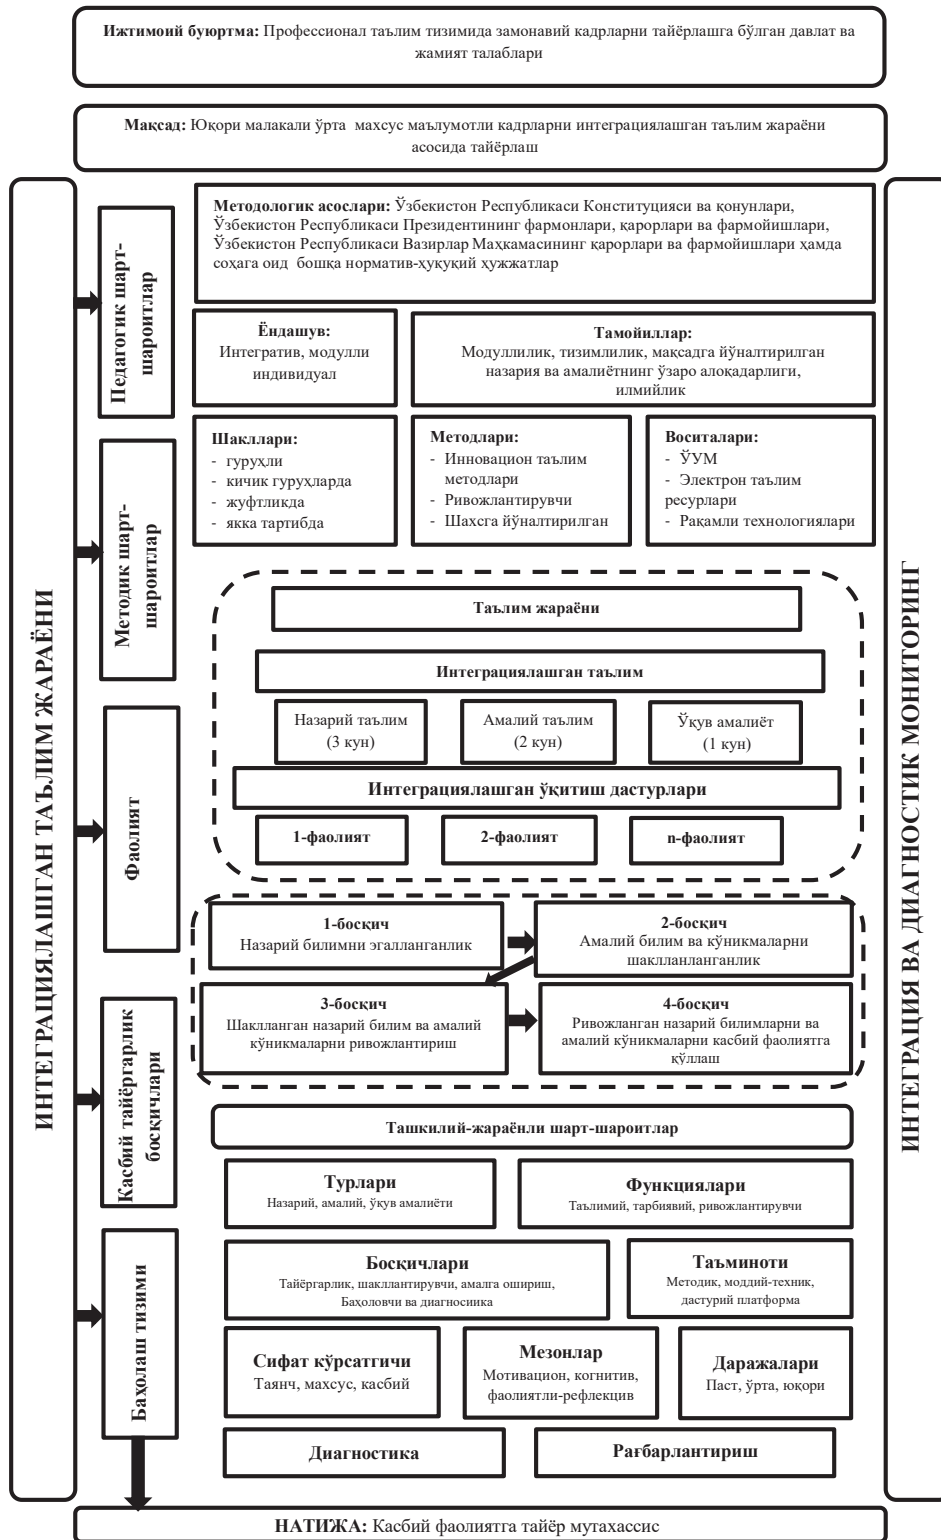 Ижтимоий буюртма: Профессионал таълим тизимида замонавий кадрларни тайёрлашга бўлган давлат ва
жамият талаблари
Мақсад: Юқори малакали ўрта махсус маълумотли кадрларни интеграциялашган таълим жараёни
асосида тайёрлаш
ИНТЕГРАЦИЯЛАШГАН ТАЪЛИМ ЖАРАЁНИ
Педагогик шарт-
шароитлар
Методик шарт-
шароитлар
Фаолият
Касбий тайёргарлик
босқичлари
Баҳолаш тизими
Методологик асослари: Ўзбекистон Республикаси Конституцияси ва қонунлари,
Ўзбекистон Республикаси Президентининг фармонлари, қарорлари ва фармойишлари,
Ўзбекистон Республикаси Вазирлар Маҳкамасининг қарорлари ва фармойишлари ҳамда
соҳага оид бошқа норматив-ҳуқуқий ҳужжатлар
Ёндашув:
Интегратив, модулли
индивидуал
Тамойиллар:
Модуллилик, тизимлилик, мақсадга йўналтирилган
назария ва амалиётнинг ўзаро алоқадарлиги,
илмийлик
Шакллари:
- гуруҳли
- кичик гуруҳларда
- жуфтликда
- якка тартибда
Методлари:
- Инновацион таълим
методлари
- Ривожлантирувчи
- Шахсга йўналтирилган
Воситалари:
- ЎУМ
- Электрон таълим
ресурлари
- Рақамли технологиялари
Таълим жараёни
Интеграциялашган таълим
Назарий таълим
(3 кун)
Амалий таълим
(2 кун)
Ўқув амалиёт
(1 кун)
Интеграциялашган ўқитиш дастурлари
1-фаолият
2-фаолият
n-фаолият
1-босқич
Назарий билимни эгалланганлик
2-босқич
Амалий билим ва кўникмаларни
шаклланланганлик
3-босқич
Шаклланган назарий билим ва амалий
кўникмаларни ривожлантириш
4-босқич
Ривожланган назарий билимларни ва
амалий кўникмаларни касбий фаолиятга
қўллаш
Ташкилий-жараёнли шарт-шароитлар
Турлари
Назарий, амалий, ўқув амалиёти
Функциялари
Таълимий, тарбиявий, ривожлантирувчи
Босқичлари
Тайёргарлик, шакллантирувчи, амалга ошириш,
Баҳоловчи ва диагносиика
Таъминоти
Методик, моддий-техник,
дастурий платформа
Сифат кўрсатгичи
Таянч, махсус, касбий
Мезонлар
Мотивацион, когнитив,
фаолиятли-рефлекцив
Даражалари
Паст, ўрта, юқори
Диагностика
Рағбарлантириш
ИНТЕГРАЦИЯ ВА ДИАГНОСТИК МОНИТОРИНГ
НАТИЖА: Касбий фаолиятга тайёр мутахассис